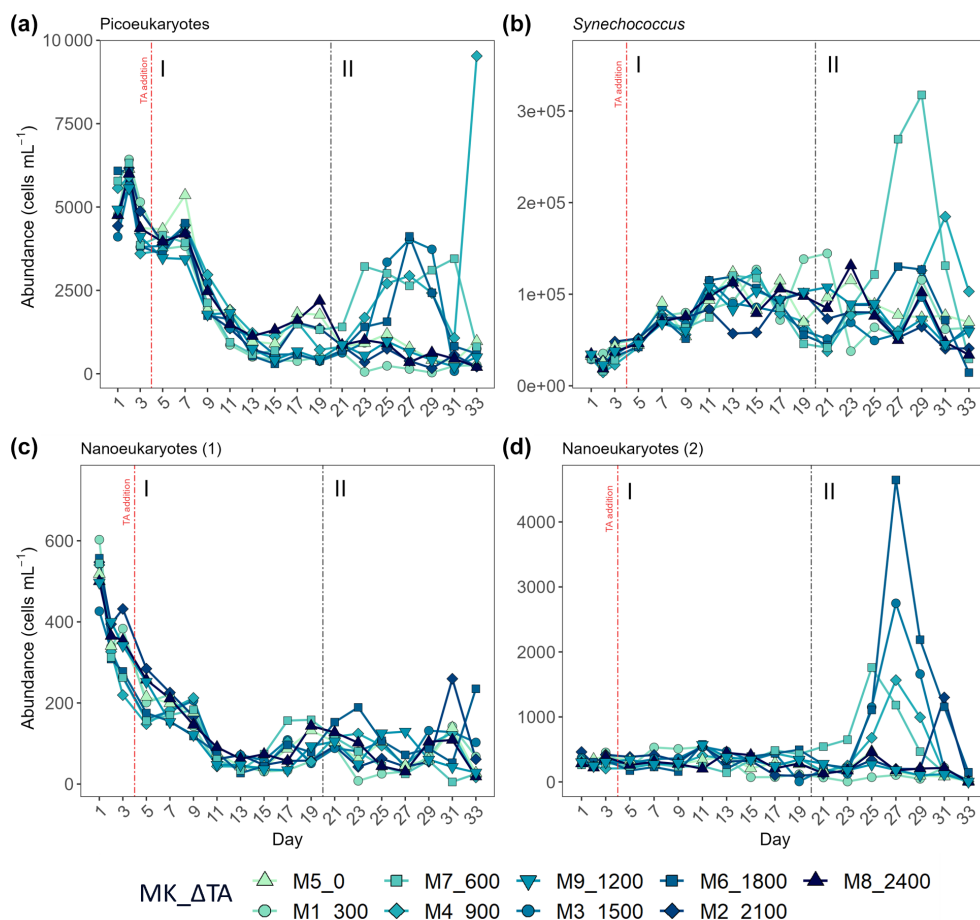 (a)
Picoeukaryotes
10 000
7500
5000
2500
0
Abundance (cells mL⁻¹)
TA addition
I
II
1 3 5 7 9 11 13 15 17 19 21 23 25 27 29 31 33
(b)
Synechococcus
3e+05
2e+05
1e+05
0e+00
TA addition
I
II
1 3 5 7 9 11 13 15 17 19 21 23 25 27 29 31 33
(c)
Nanoeukaryotes (1)
600
400
200
0
Abundance (cells mL⁻¹)
TA addition
I
II
1 3 5 7 9 11 13 15 17 19 21 23 25 27 29 31 33
Day
(d)
Nanoeukaryotes (2)
4000
3000
2000
1000
0
TA addition
I
II
1 3 5 7 9 11 13 15 17 19 21 23 25 27 29 31 33
Day
MK_ΔTA
M5_0 M7_600 M9_1200 M6_1800 M8_2400
M1_300 M4_900 M3_1500 M2_2100